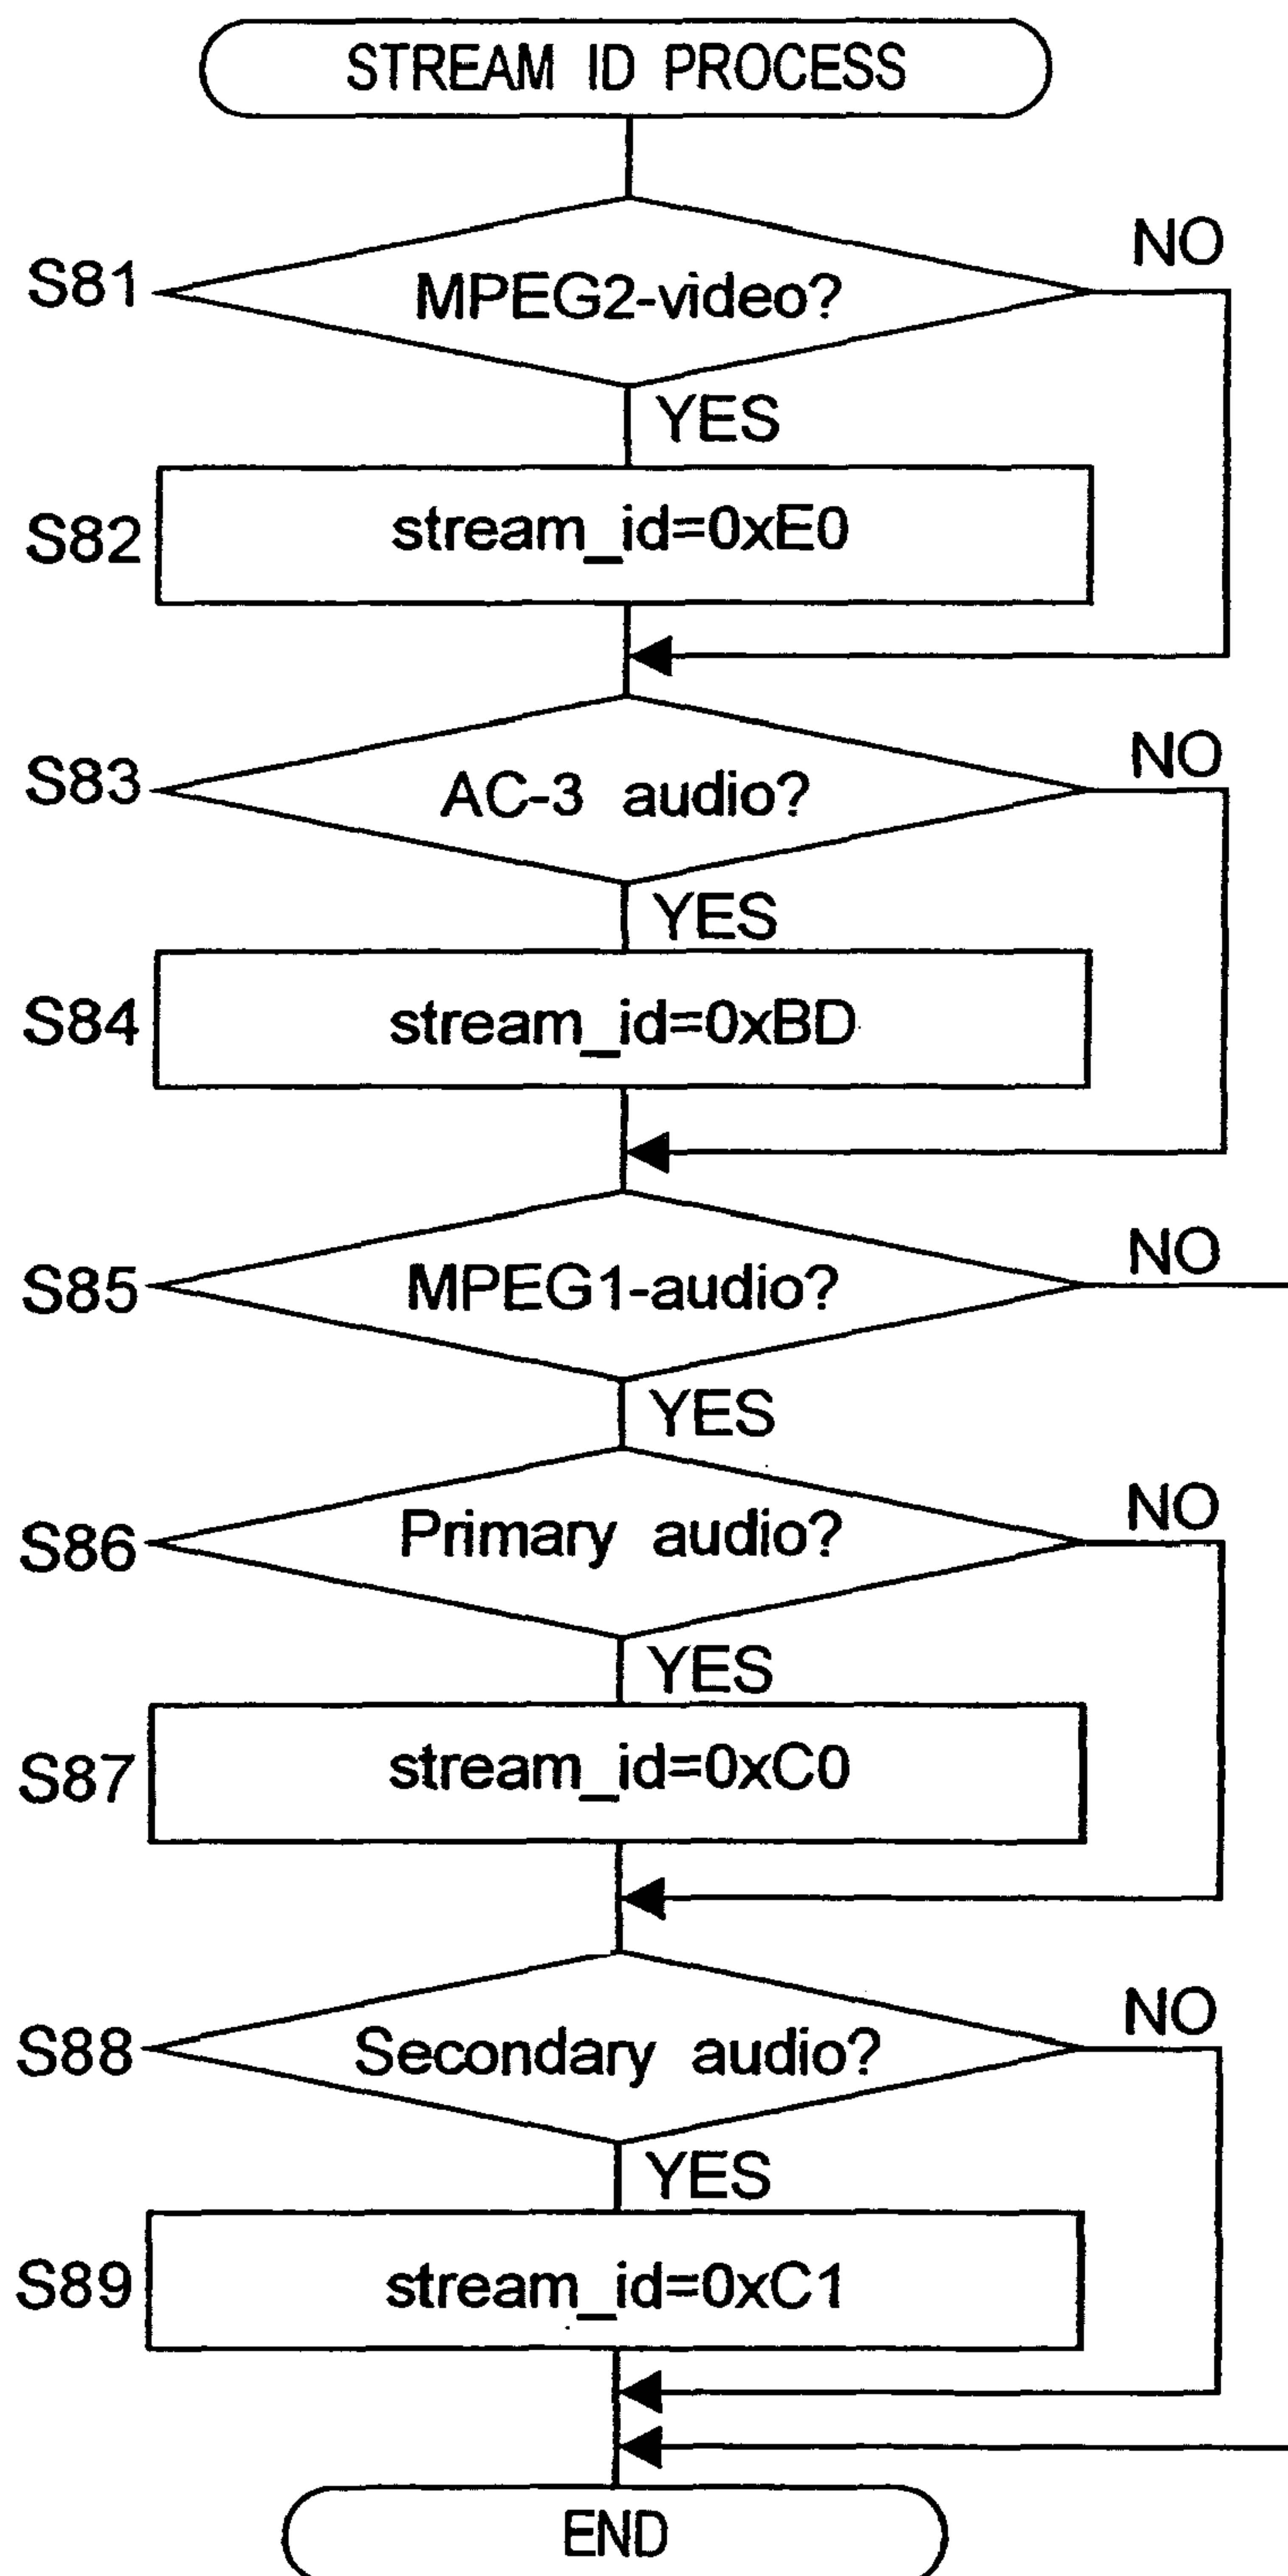 STREAM ID PROCESS
NO
S81
MPEG2-video?
YES
S82
stream_id=0xE0
NO
S83
AC-3 audio?
YES
S84
stream_id=0xBD
NO
S85
MPEG1-audio?
YES
NO
S86
Primary audio?
YES
S87
stream_id=0xC0
NO
S88
Secondary audio?
YES
S89
stream_id=0xC1
END